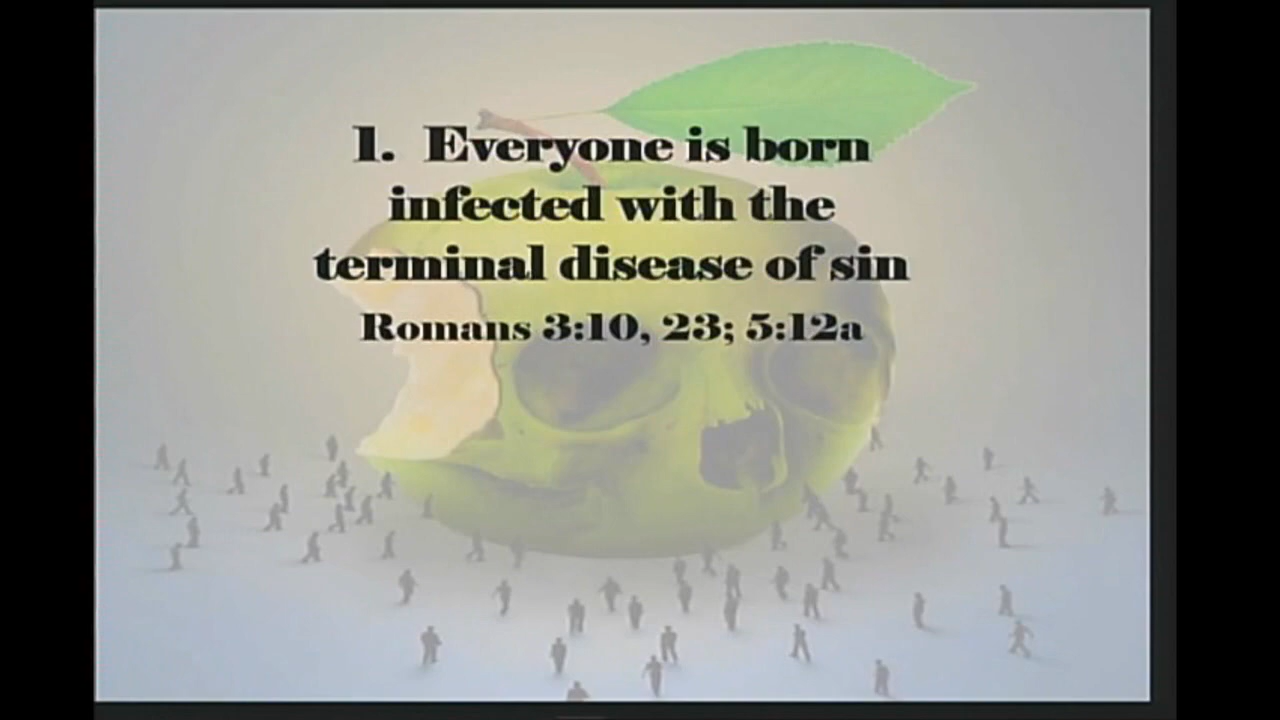 1. Everyone is born
infected with the
terminal disease of sin
Romans 3:10, 23; 5:12a